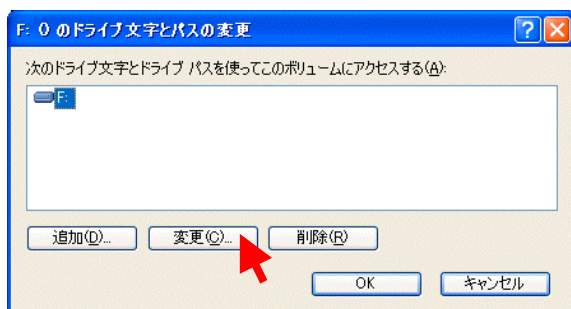 F: () のドライブ文字とパスの変更
次のドライブ文字とドライブ パスを使ってこのボリュームにアクセスする(A):
F:
追加(D)... 変更(C)... 削除(R)
OK キャンセル